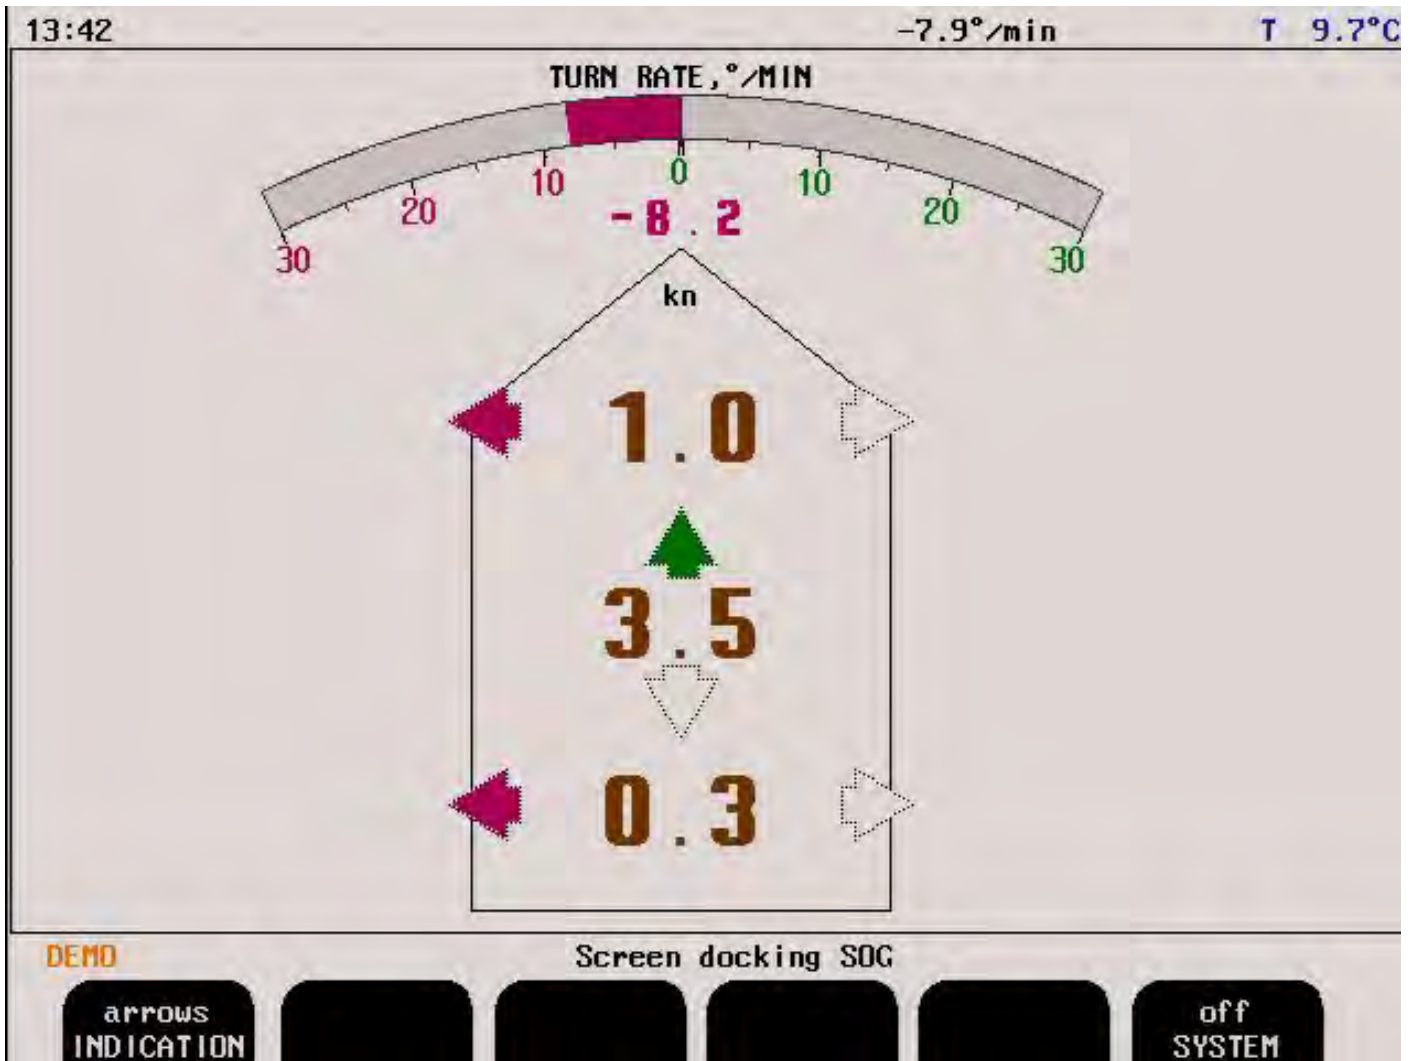 13:42 -7.9°/min T 9.7°C
TURN RATE,°/MIN
30 20 10 0 10 20 30
-8.2
kn
1.0
3.5
0.3
DEMO Screen docking SOG
arrows off
INDICATION SYSTEM